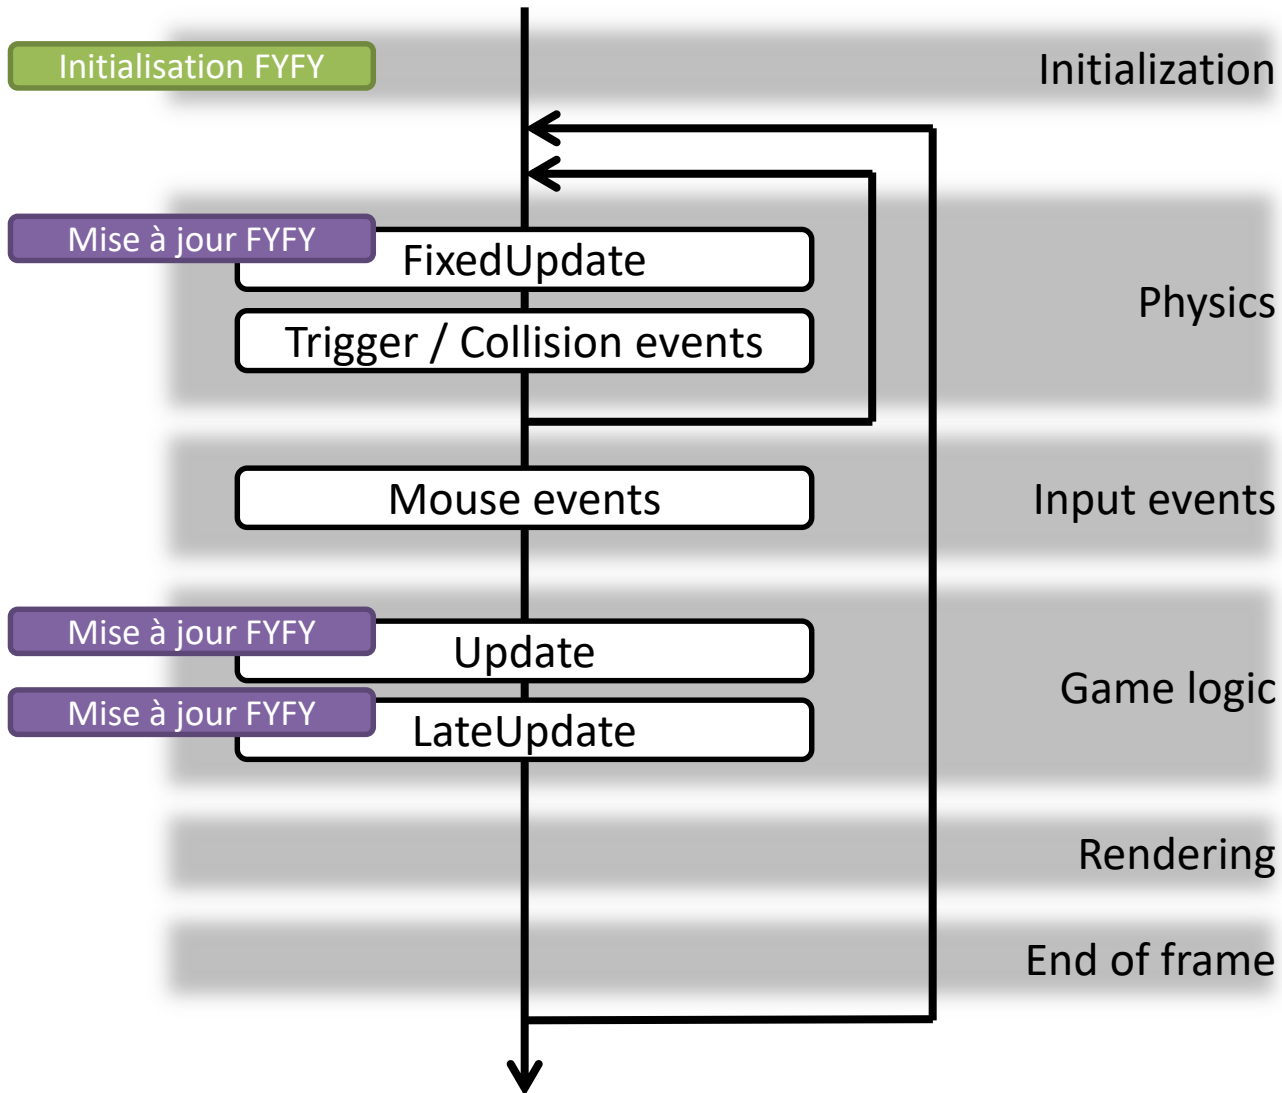 Initialisation FYFY
Initialization
Mise à jour FYFY
FixedUpdate
Physics
Trigger / Collision events
Mouse events
Input events
Mise à jour FYFY
Update
Game logic
Mise à jour FYFY
LateUpdate
Rendering
End of frame